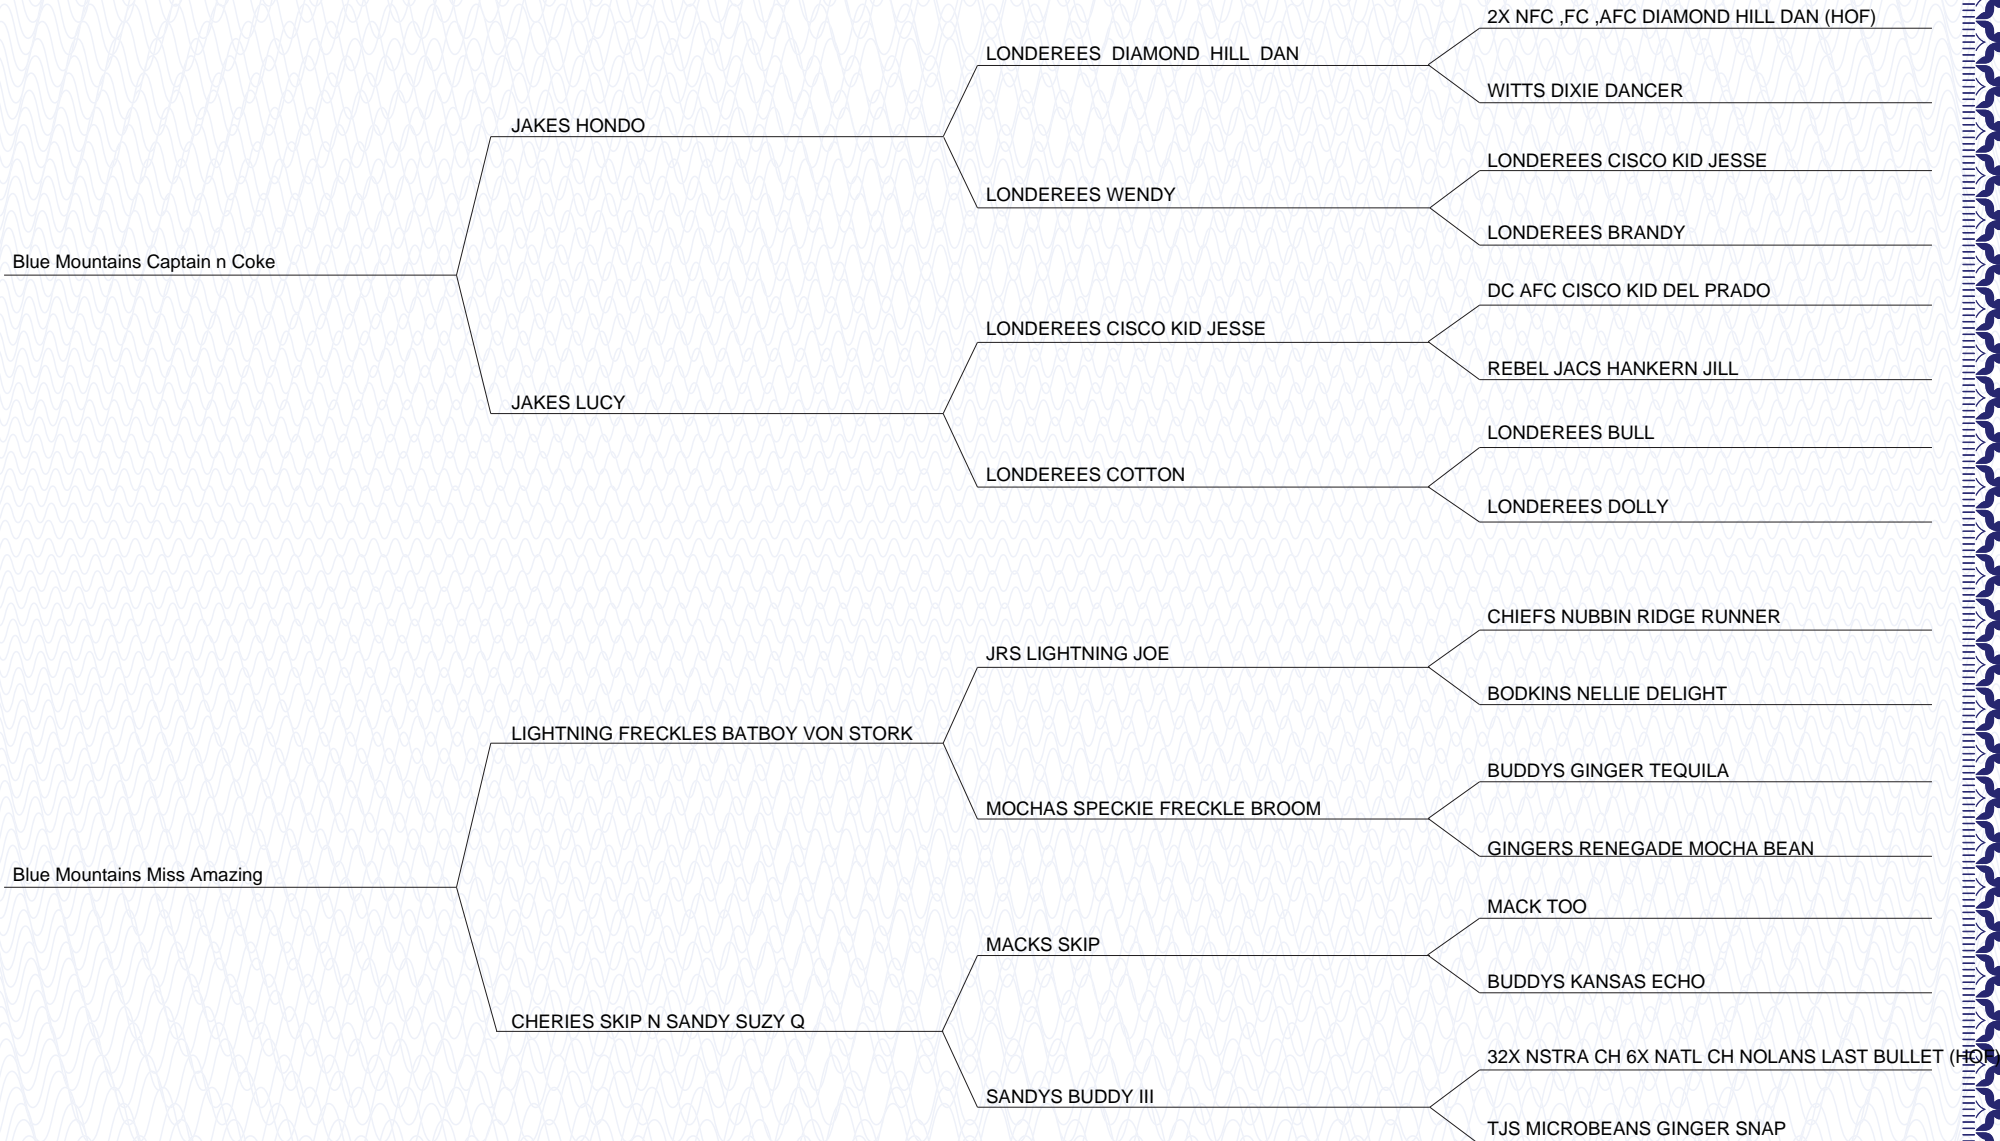 2X NFC ,FC ,AFC DIAMOND HILL DAN (HOF)
LONDEREES DIAMOND HILL DAN
WITTS DIXIE DANCER
JAKES HONDO
LONDEREES CISCO KID JESSE
LONDEREES WENDY
LONDEREES BRANDY
Blue Mountains Captain n Coke
DC AFC CISCO KID DEL PRADO
LONDEREES CISCO KID JESSE
REBEL JACS HANKERN JILL
JAKES LUCY
LONDEREES BULL
LONDEREES COTTON
LONDEREES DOLLY
CHIEFS NUBBIN RIDGE RUNNER
JRS LIGHTNING JOE
BODKINS NELLIE DELIGHT
LIGHTNING FRECKLES BATBOY VON STORK
BUDDYS GINGER TEQUILA
MOCHAS SPECKIE FRECKLE BROOM
GINGERS RENEGADE MOCHA BEAN
Blue Mountains Miss Amazing
MACK TOO
MACKS SKIP
BUDDYS KANSAS ECHO
CHERIES SKIP N SANDY SUZY Q
32X NSTRA CH 6X NATL CH NOLANS LAST BULLET (HOF)
SANDYS BUDDY III
TJS MICROBEANS GINGER SNAP